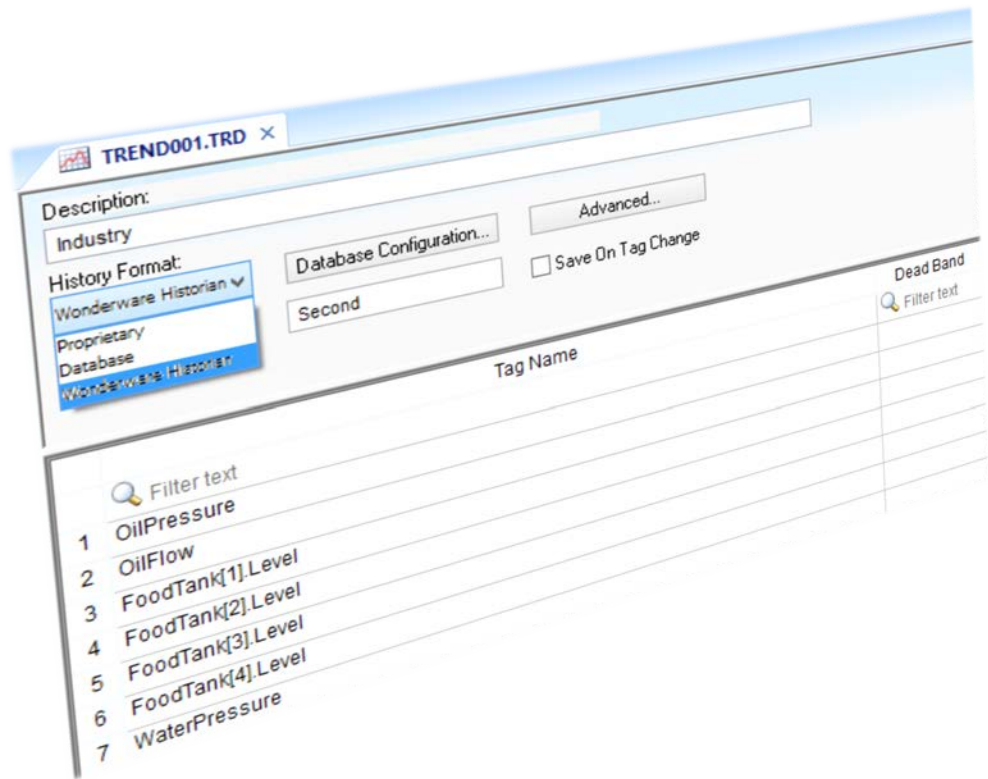 TREND001.TRD ×
Description:
Industry
History Format:
Wonderware Historian
Database Configuration...
Advanced...
Second
Save On Tag Change
Proprietary
Database
Wonderware Historian
Tag Name
Dead Band
Filter text
Filter text
1 OilPressure
2 OilFlow
3 FoodTank[1].Level
4 FoodTank[2].Level
5 FoodTank[3].Level
6 FoodTank[4].Level
7 WaterPressure